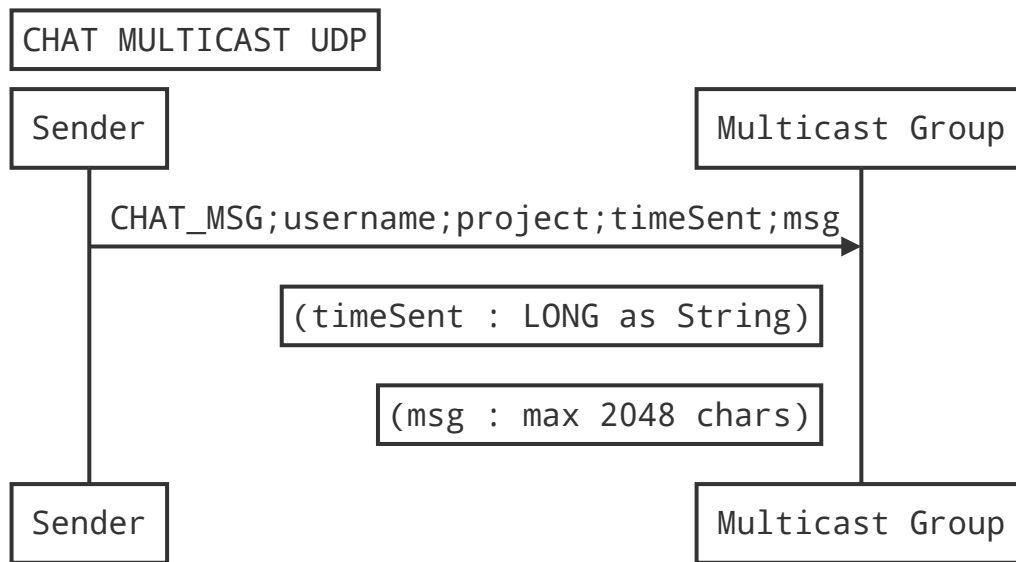 CHAT MULTICAST UDP
Sender
Multicast Group
CHAT_MSG;username;project;timeSent;msg
(timeSent : LONG as String)
(msg : max 2048 chars)
Sender
Multicast Group